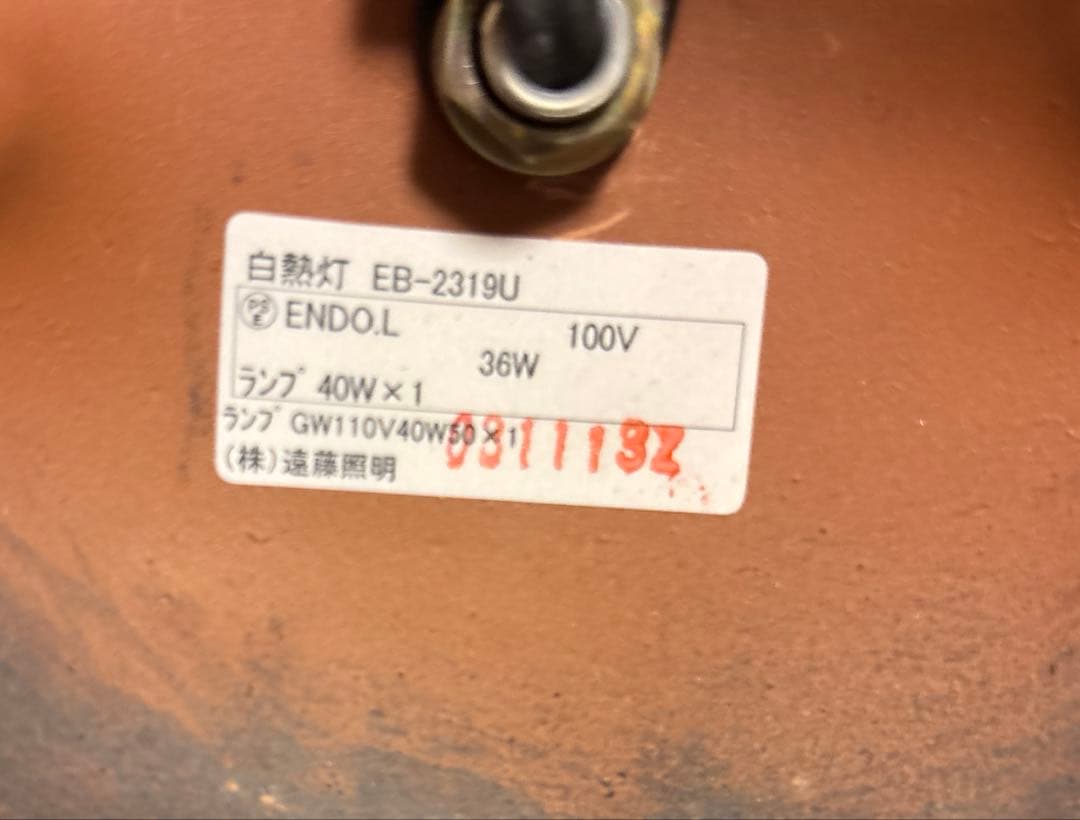 白熱灯 EB-2319U
PSE ENDO.L 100V
36W
ランプ 40W×1
ランプ GW110V40W50×1
(株)遠藤照明